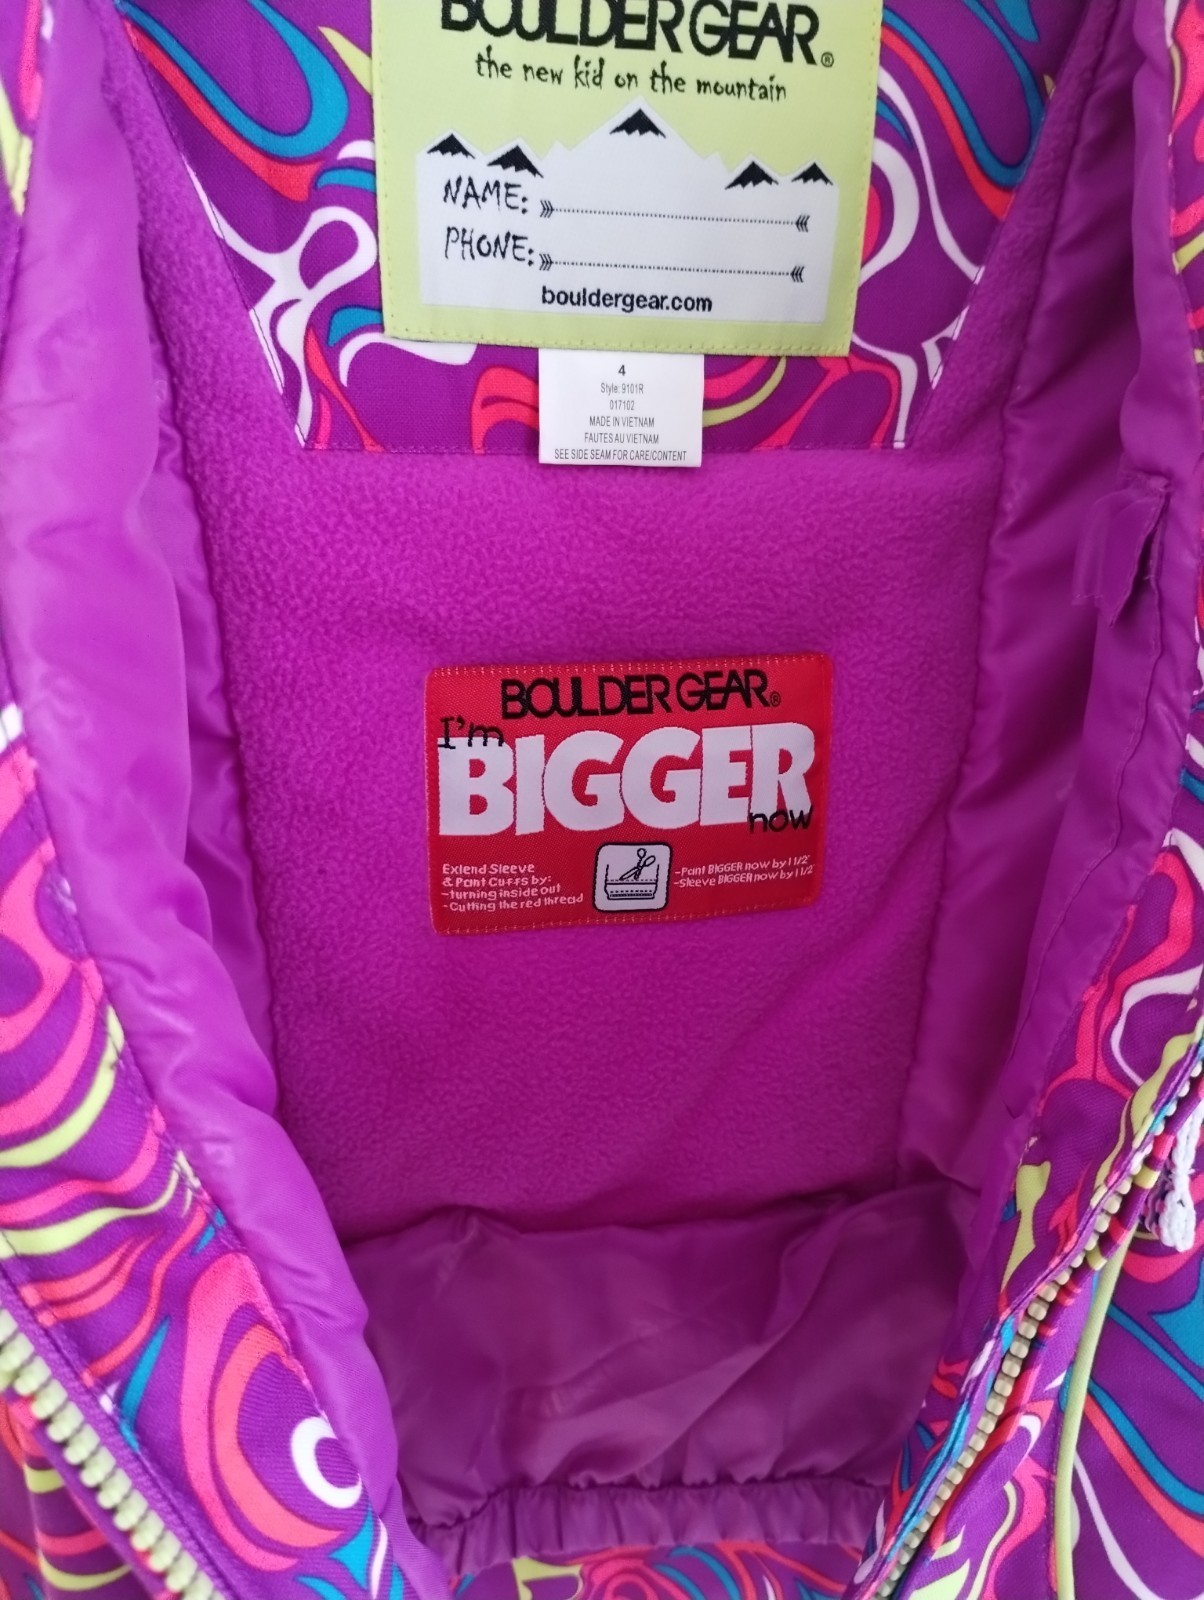 BOULDER GEAR®
the new kid on the mountain
NAME:
PHONE:
bouldergear.com
4
Style: 9101R
017102
MADE IN VIETNAM
FAUTES AU VIETNAM
SEE SIDE SEAM FOR CARE/CONTENT
BOULDER GEAR®
I'm
BIGGER
now
Extend Sleeve
& Pant Cuffs by:
-turning inside out
-Cutting the red thread
-Pant BIGGER now by 1 1/2'
-Sleeve BIGGER now by 1 1/2'